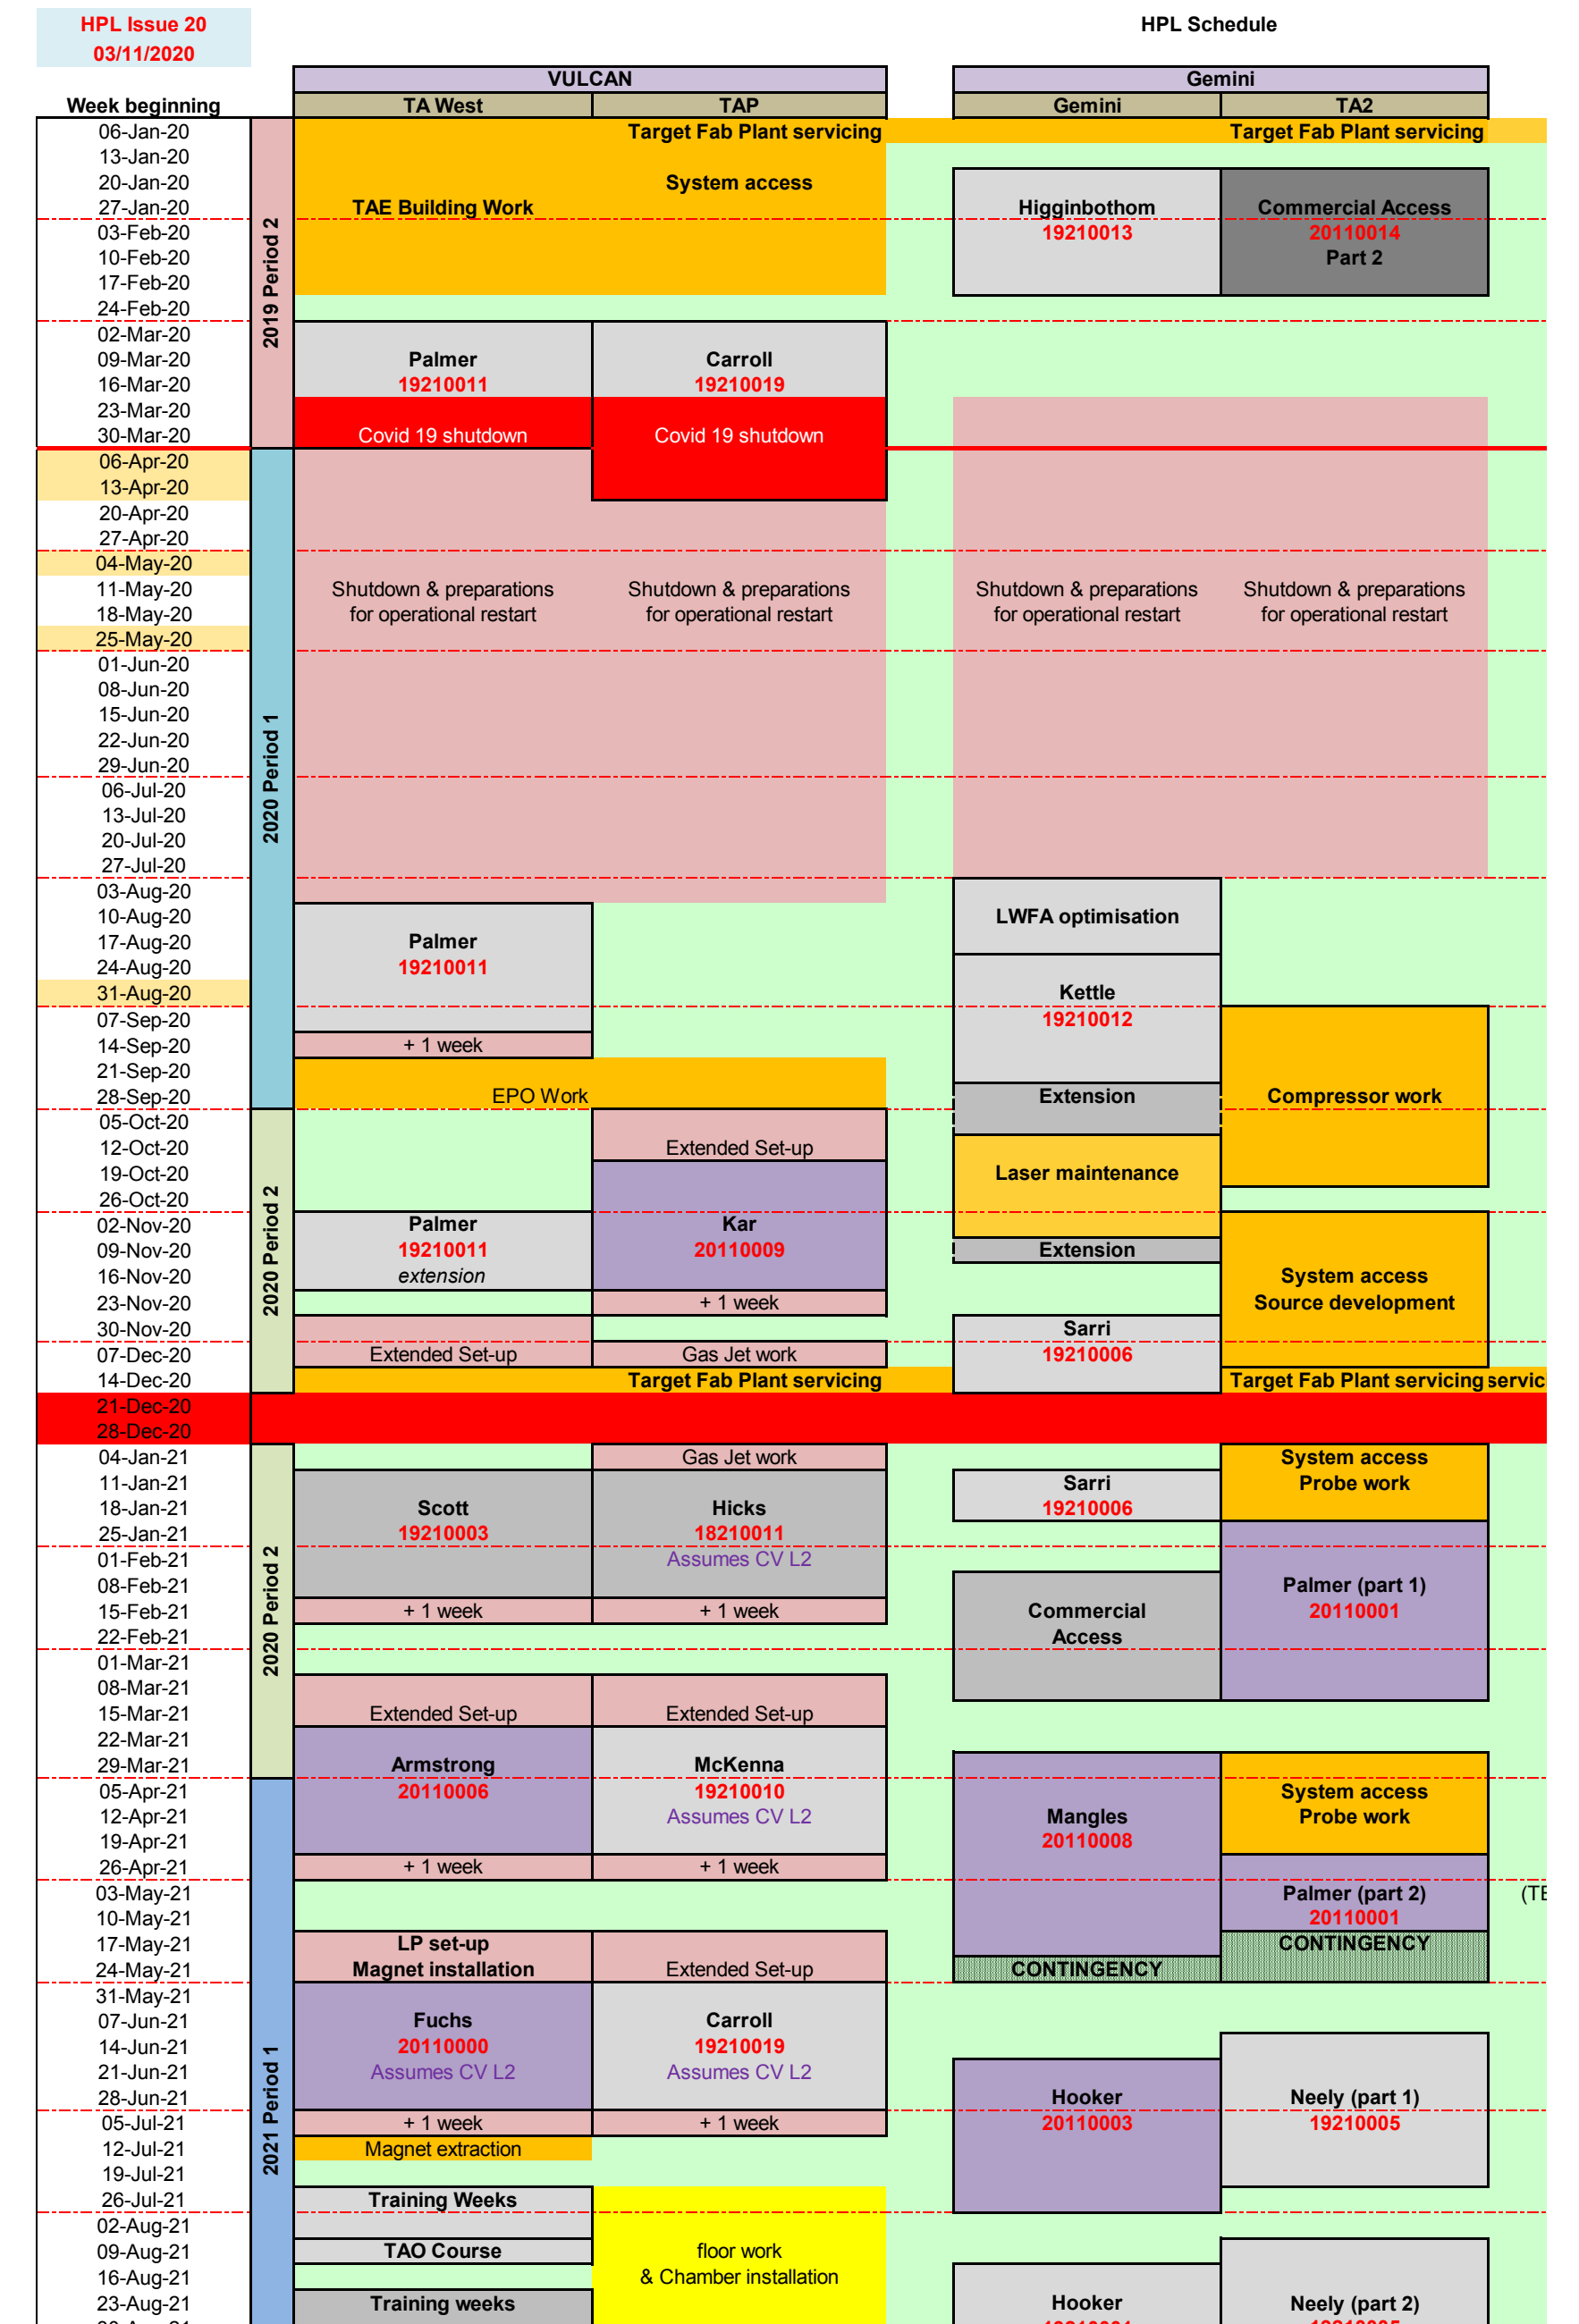 HPL Issue 20 HPL Schedule
03/11/2020
VULCAN Gemini
Week beginning TA West TAP Gemini TA2
06-Jan-20 Target Fab Plant servicing Target Fab Plant servicing
13-Jan-20
20-Jan-20 System access
27-Jan-20 TAE Building Work Higginbothom Commercial Access
03-Feb-20 19210013 20110014
10-Feb-20 Part 2
17-Feb-20
24-Feb-20
2019 Period 2
02-Mar-20
09-Mar-20 Palmer Carroll
16-Mar-20 19210011 19210019
23-Mar-20
30-Mar-20 Covid 19 shutdown Covid 19 shutdown
06-Apr-20
13-Apr-20
20-Apr-20
27-Apr-20
04-May-20
11-May-20 Shutdown & preparations Shutdown & preparations Shutdown & preparations Shutdown & preparations
18-May-20 for operational restart for operational restart for operational restart for operational restart
25-May-20
01-Jun-20
08-Jun-20
15-Jun-20
22-Jun-20
29-Jun-20
2020 Period 1
06-Jul-20
13-Jul-20
20-Jul-20
27-Jul-20
03-Aug-20
10-Aug-20 LWFA optimisation
17-Aug-20 Palmer
24-Aug-20 19210011
31-Aug-20 Kettle
07-Sep-20 19210012
14-Sep-20 + 1 week
21-Sep-20
28-Sep-20 EPO Work Extension Compressor work
05-Oct-20
12-Oct-20 Extended Set-up
19-Oct-20 Laser maintenance
26-Oct-20
2020 Period 2
02-Nov-20 Palmer Kar
09-Nov-20 19210011 20110009 Extension
16-Nov-20 extension System access
23-Nov-20 + 1 week Source development
30-Nov-20 Sarri
07-Dec-20 Extended Set-up Gas Jet work 19210006
14-Dec-20 Target Fab Plant servicing Target Fab Plant servicing servic
21-Dec-20
28-Dec-20
04-Jan-21 Gas Jet work System access
11-Jan-21 Sarri Probe work
18-Jan-21 Scott Hicks 19210006
25-Jan-21 19210003 18210011
01-Feb-21 Assumes CV L2
08-Feb-21 Palmer (part 1)
15-Feb-21 + 1 week + 1 week Commercial 20110001
22-Feb-21 Access
2020 Period 2
01-Mar-21
08-Mar-21
15-Mar-21 Extended Set-up Extended Set-up
22-Mar-21
29-Mar-21 Armstrong McKenna
05-Apr-21 20110006 19210010 System access
12-Apr-21 Assumes CV L2 Mangles Probe work
19-Apr-21 20110008
26-Apr-21 + 1 week + 1 week
03-May-21 Palmer (part 2) (TE
10-May-21 20110001
17-May-21 LP set-up CONTINGENCY
24-May-21 Magnet installation Extended Set-up CONTINGENCY
31-May-21
07-Jun-21 Fuchs Carroll
14-Jun-21 20110000 19210019
21-Jun-21 Assumes CV L2 Assumes CV L2
28-Jun-21 Hooker Neely (part 1)
2021 Period 1
05-Jul-21 + 1 week + 1 week 20110003 19210005
12-Jul-21 Magnet extraction
19-Jul-21
26-Jul-21 Training Weeks
02-Aug-21
09-Aug-21 TAO Course floor work
16-Aug-21 & Chamber installation
23-Aug-21 Training weeks Hooker Neely (part 2)